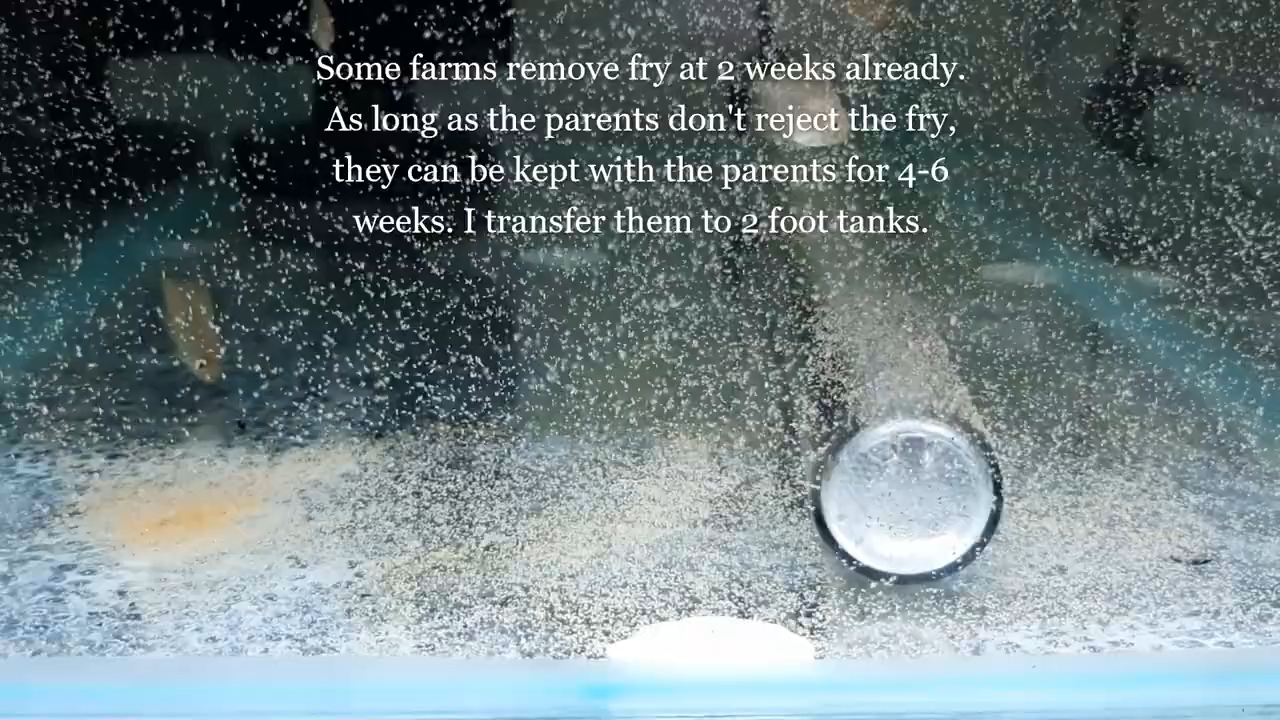 Some farms remove fry at 2 weeks already.
As long as the parents don't reject the fry,
they can be kept with the parents for 4-6
weeks. I transfer them to 2 foot tanks.